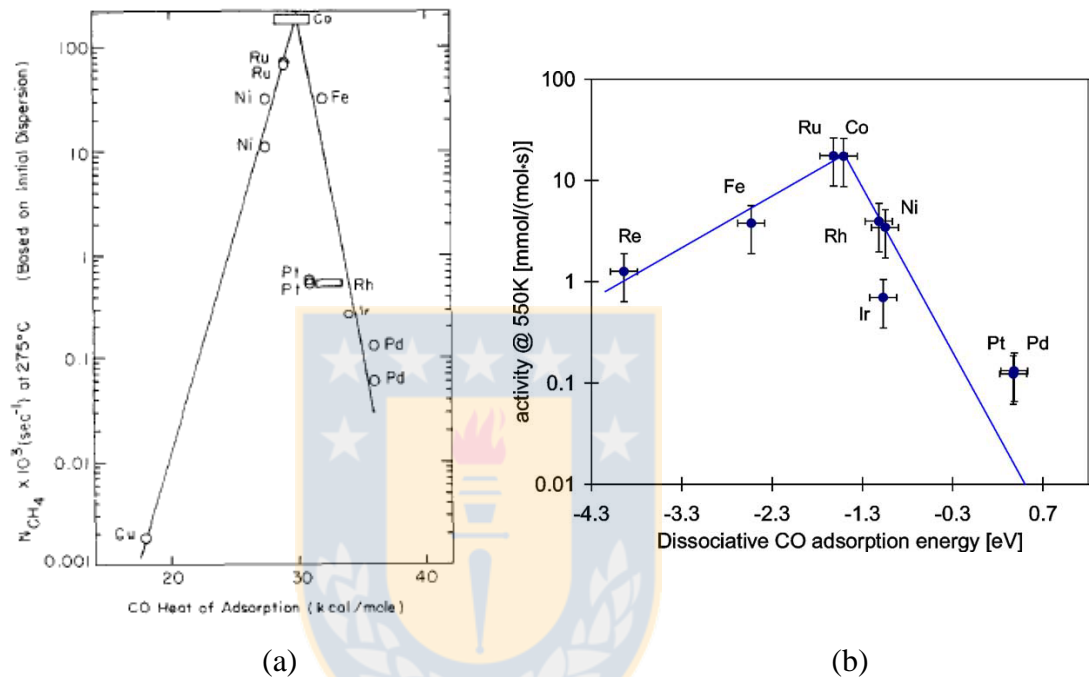 N CH4 x 10³ (sec⁻¹) at 275°C (Based on Initial Dispersion)
100
10
1
0.1
0.01
0.001
20
30
40
CO Heat of Adsorption (kcal/mole)
Co
Ru
Ru
Ni
Fe
Ni
Pt
Pt
Rh
Ir
Pd
Pd
Cu
(a)
activity @ 550K [mmol/(mol•s)]
100
10
1
0.1
0.01
-4.3
-3.3
-2.3
-1.3
-0.3
0.7
Dissociative CO adsorption energy [eV]
Ru Co
Fe
Re
Rh
Ni
Ir
Pt Pd
(b)